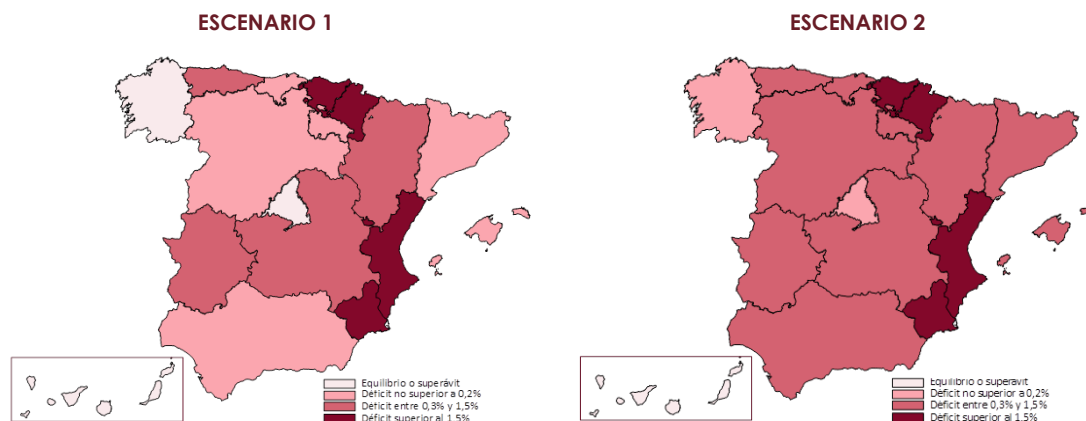 ESCENARIO 1
Equilibrio o superávit
Déficit no superior a 0,2%
Déficit entre 0,3% y 1,5%
Déficit superior al 1,5%
ESCENARIO 2
Equilibrio o superávit
Déficit no superior a 0,2%
Déficit entre 0,3% y 1,5%
Déficit superior al 1,5%